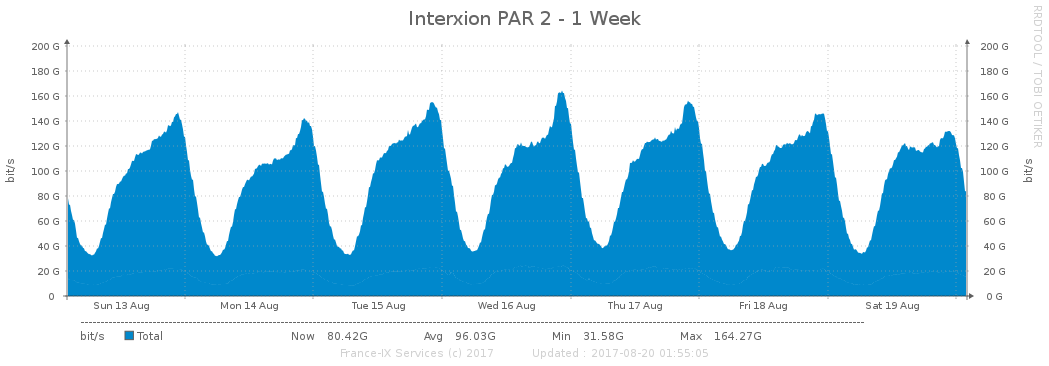 Interxion PAR 2 - 1 Week
RRDTOOL / TOBI OETIKER
200 G 200 G
180 G 180 G
160 G 160 G
140 G 140 G
120 G 120 G
100 G 100 G
80 G 80 G
60 G 60 G
40 G 40 G
20 G 20 G
0 0 G
bit/s bit/s
Sun 13 Aug Mon 14 Aug Tue 15 Aug Wed 16 Aug Thu 17 Aug Fri 18 Aug Sat 19 Aug
bit/s Total Now 80.42G Avg 96.03G Min 31.58G Max 164.27G
France-IX Services (c) 2017 Updated : 2017-08-20 01:55:05